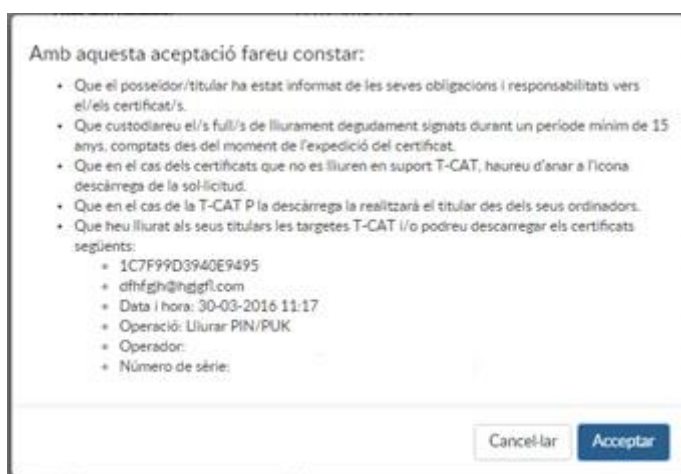 Amb aquesta aceptació fareu constar:
• Que el posseïdor/titular ha estat informat de les seves obligacions i responsabilitats vers
el/els certificat/s.
• Que custodiareu el/s full/s de lliurament degudament signats durant un període mínim de 15
anys, comptats des del moment de l'expedició del certificat.
• Que en el cas dels certificats que no es lliuren en suport T-CAT, haureu d'anar a l'icona
descàrrega de la sol·licitud.
• Que en el cas de la T-CAT P la descàrrega la realitzarà el titular des dels seus ordinadors.
• Que heu lliurat als seus titulars les targetes T-CAT i/o podreu descarregar els certificats
següents:
1C7F99D3940E9495
dfhfgjh@hgjgfl.com
Data i hora: 30-03-2016 11:17
Operació: Lliurar PIN/PUK
Operador:
Número de sèrie:
Cancel·lar Acceptar